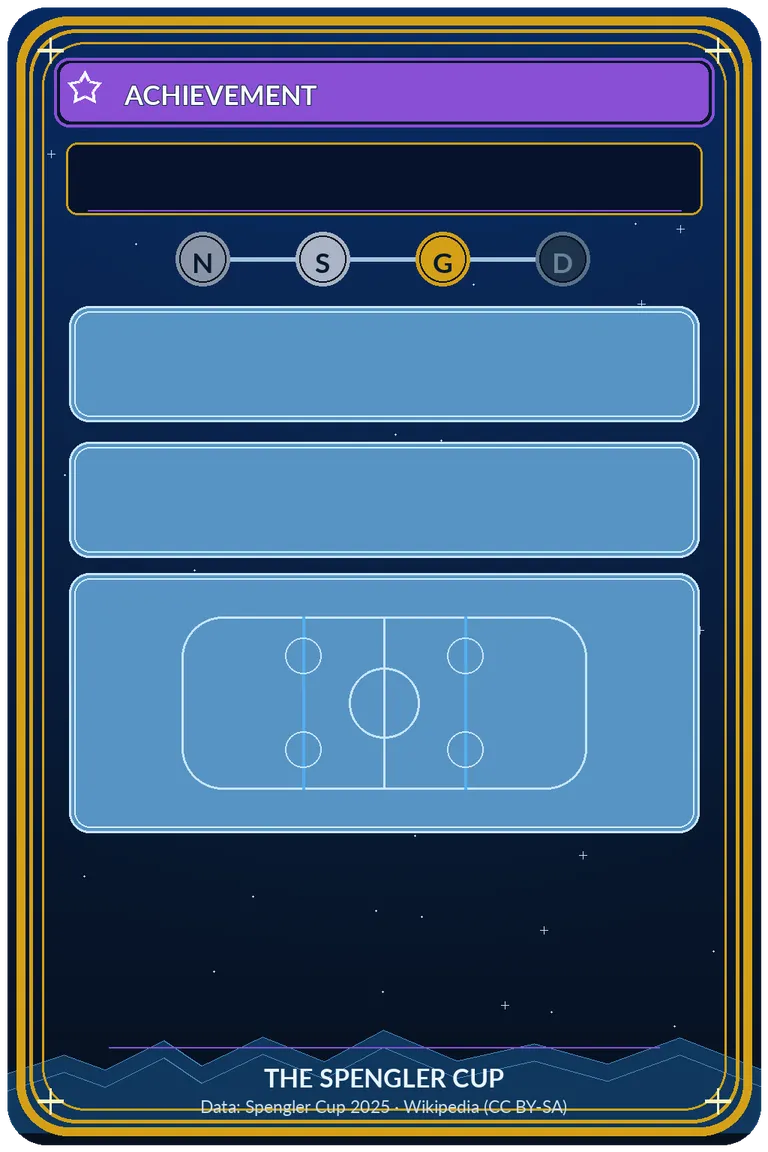 ACHIEVEMENT
N S G D
THE SPENGLER CUP
Data: Spengler Cup 2025 · Wikipedia (CC BY-SA)